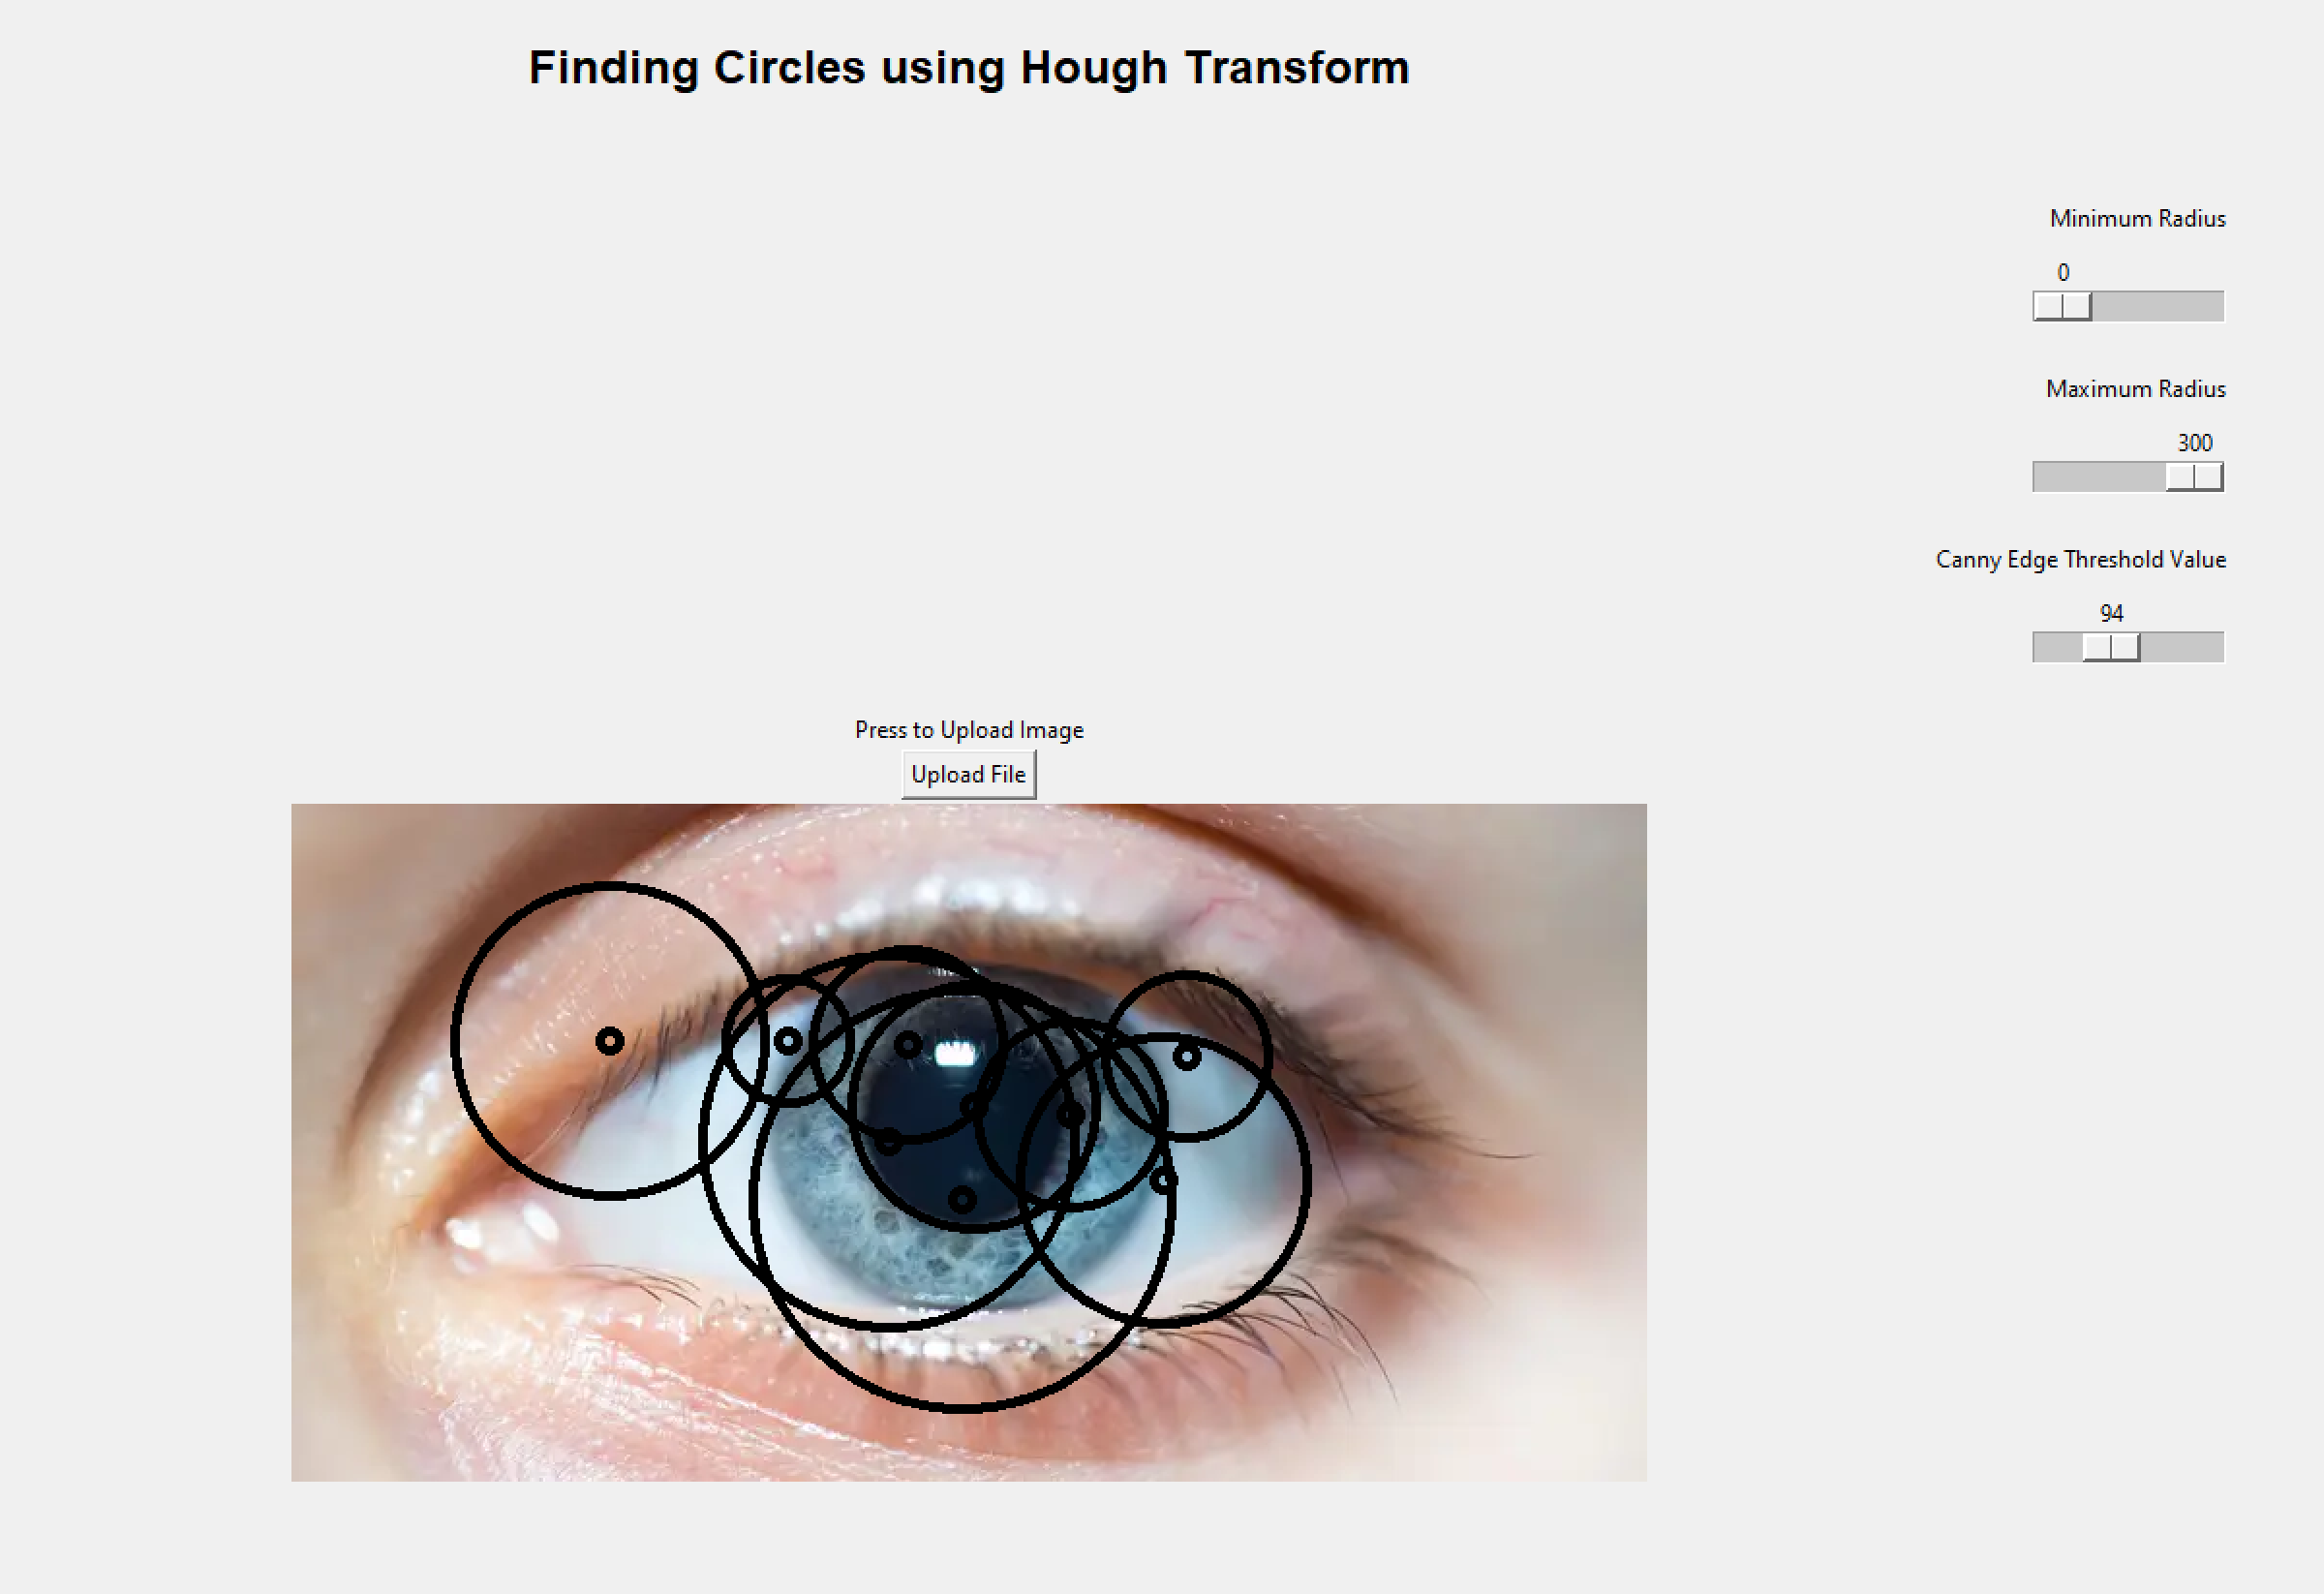 Finding Circles using Hough Transform
Minimum Radius
0
Maximum Radius
300
Canny Edge Threshold Value
94
Press to Upload Image
Upload File